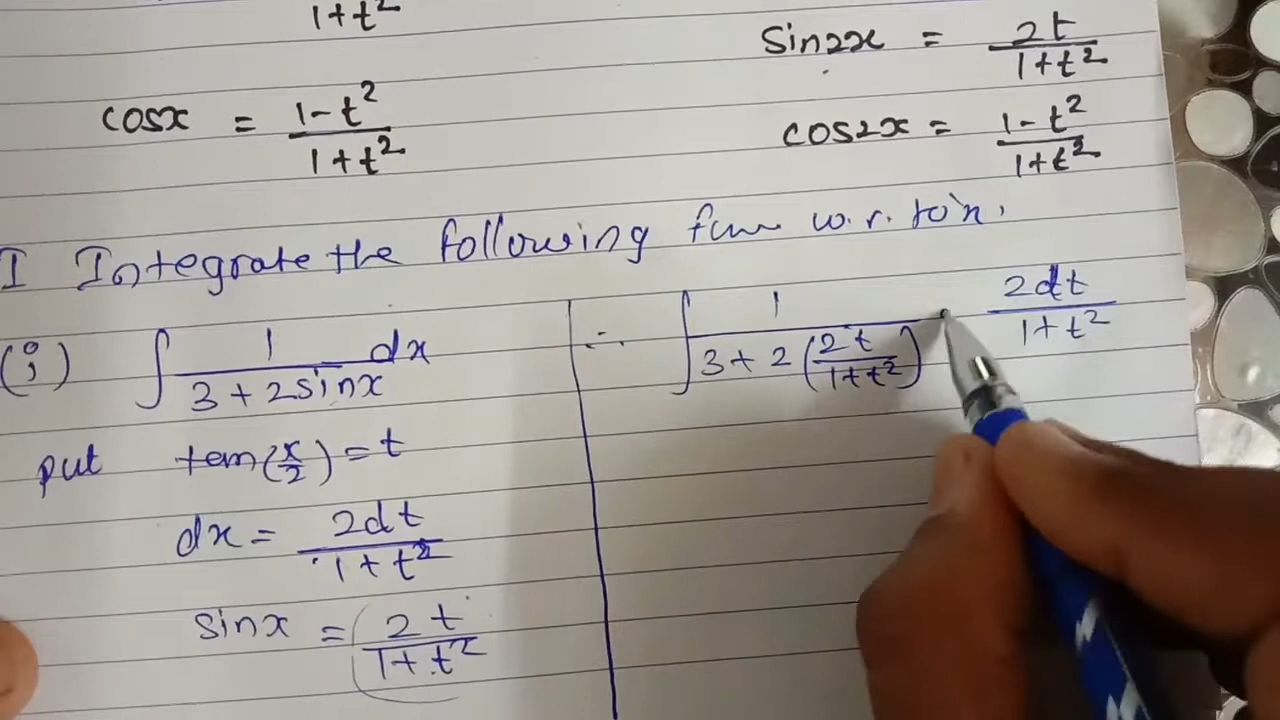 1+t²
sin2x = 2t/1+t²
cosx = 1-t²/1+t²
cos2x = 1-t²/1+t²
I Integrate the following fun w.r.to'x.
(i) ∫ 1/3+2sinx dx
put tan(x/2) = t
dx = 2dt/1+t²
sinx = 2t/1+t²
∴ ∫ 1/3+2(2t/1+t²) 2dt/1+t²